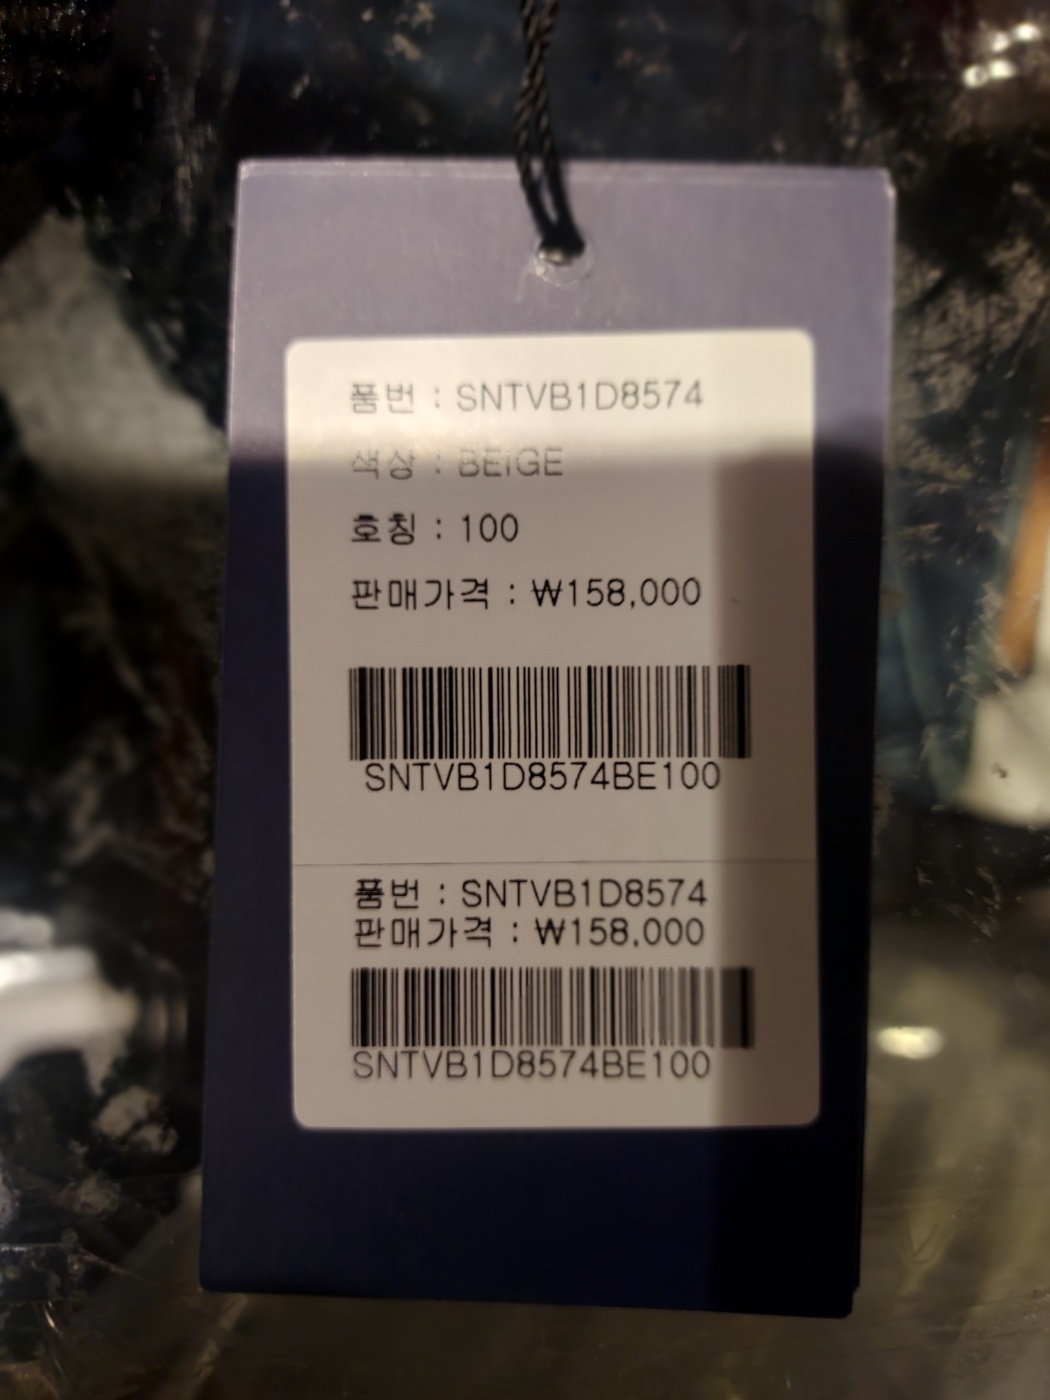 품번 : SNTVB1D8574
색상 : BEIGE
호칭 : 100
판매가격 : ₩158,000
SNTVB1D8574BE100
품번 : SNTVB1D8574
판매가격 : ₩158,000
SNTVB1D8574BE100